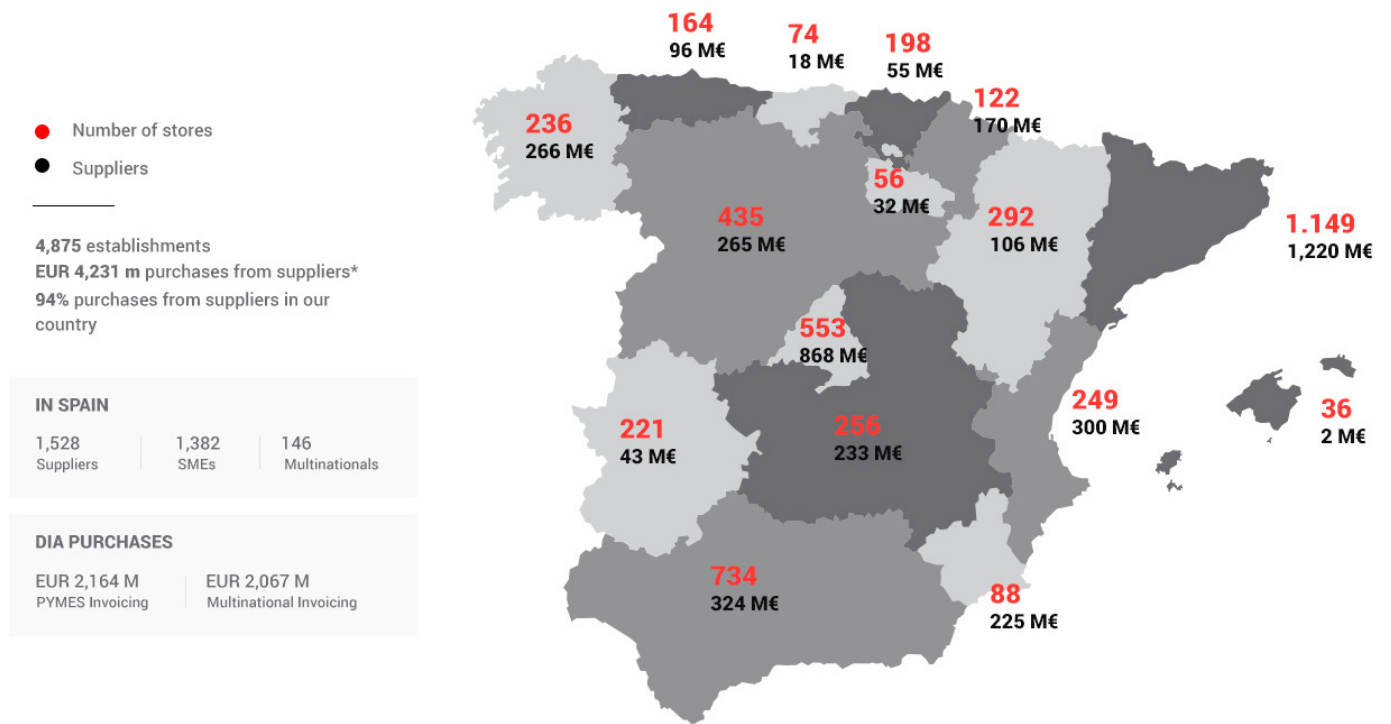 Number of stores
Suppliers
4,875 establishments
EUR 4,231 m purchases from suppliers*
94% purchases from suppliers in our
country
IN SPAIN
1,528
Suppliers
1,382
SMEs
146
Multinationals
DIA PURCHASES
EUR 2,164 M
PYMES Invoicing
EUR 2,067 M
Multinational Invoicing
164
96 M€
74
18 M€
198
55 M€
122
170 M€
236
266 M€
56
32 M€
435
265 M€
292
106 M€
1.149
1,220 M€
553
868 M€
249
300 M€
36
2 M€
221
43 M€
256
233 M€
734
324 M€
88
225 M€